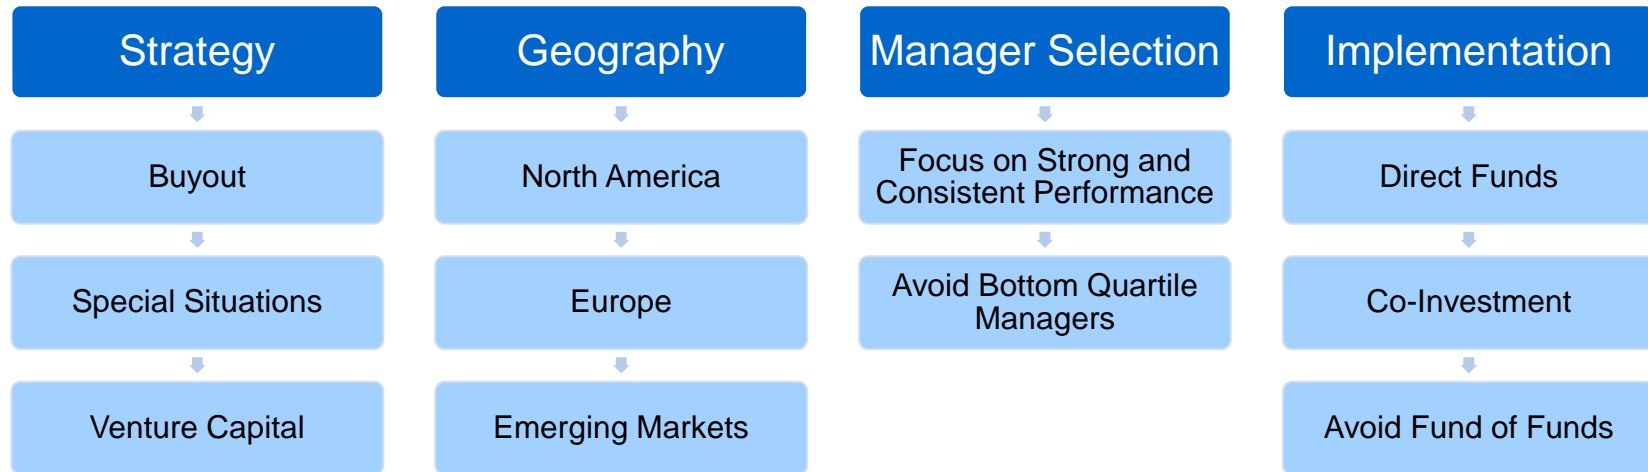 Strategy
Buyout
Special Situations
Venture Capital
Geography
North America
Europe
Emerging Markets
Manager Selection
Focus on Strong and
Consistent Performance
Avoid Bottom Quartile
Managers
Implementation
Direct Funds
Co-Investment
Avoid Fund of Funds